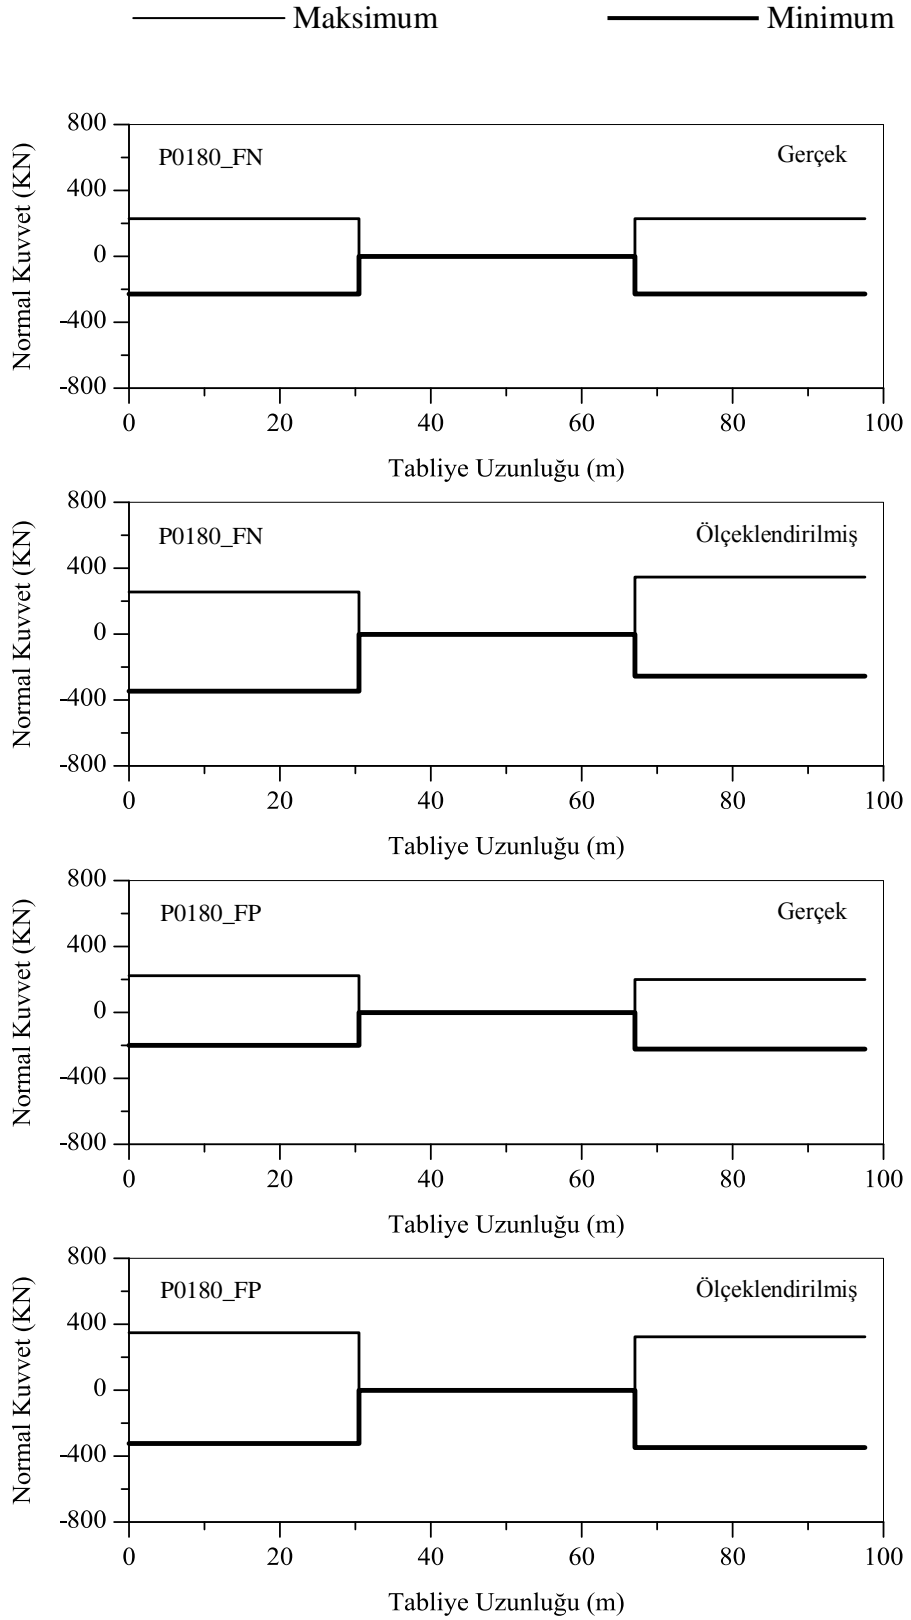 Maksimum Minimum
Normal Kuvvet (KN)
800
400
0
-400
-800
P0180_FN Gerçek
0 20 40 60 80 100
Tabliye Uzunluğu (m)
Normal Kuvvet (KN)
800
400
0
-400
-800
P0180_FN Ölçeklendirilmiş
0 20 40 60 80 100
Tabliye Uzunluğu (m)
Normal Kuvvet (KN)
800
400
0
-400
-800
P0180_FP Gerçek
0 20 40 60 80 100
Tabliye Uzunluğu (m)
Normal Kuvvet (KN)
800
400
0
-400
-800
P0180_FP Ölçeklendirilmiş
0 20 40 60 80 100
Tabliye Uzunluğu (m)